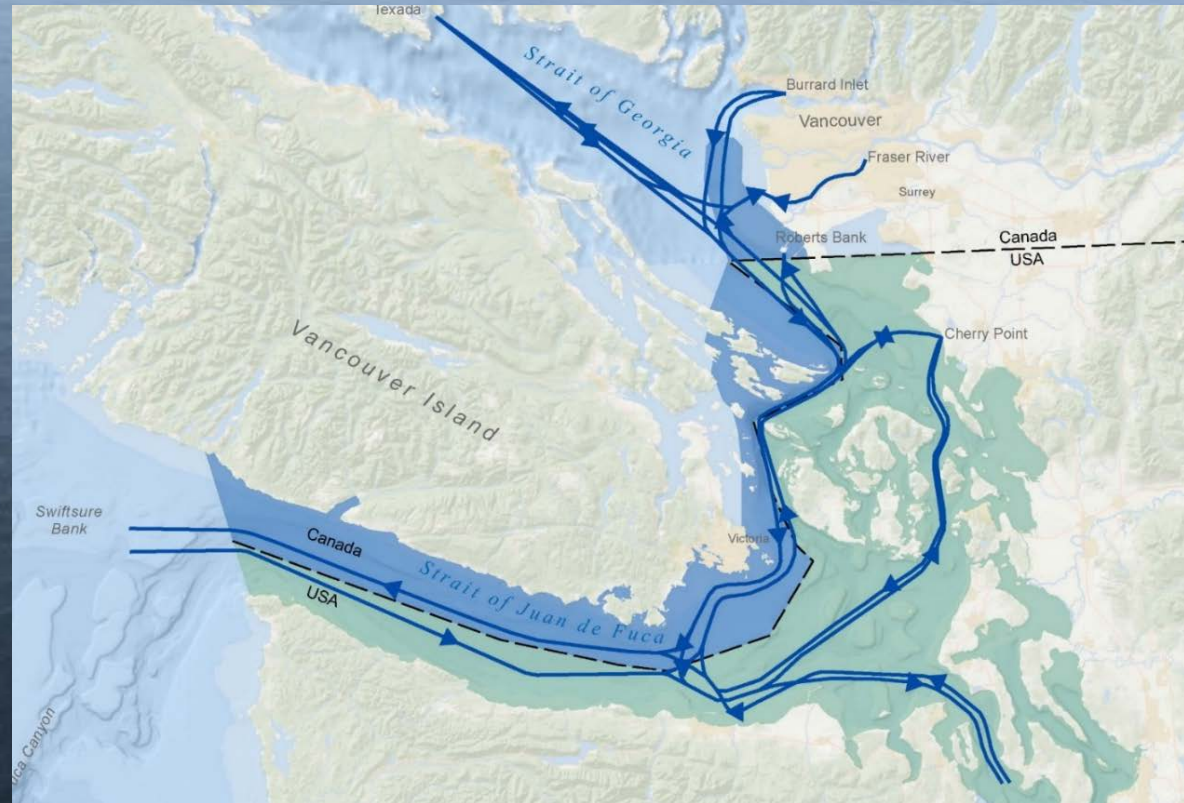 Texada
Strait of Georgia
Burrard Inlet
Vancouver
Fraser River
Surrey
Roberts Bank
Canada
USA
Cherry Point
Vancouver Island
Swiftsure
Bank
Canada
USA
Victoria
Strait of Juan de Fuca
Canyon